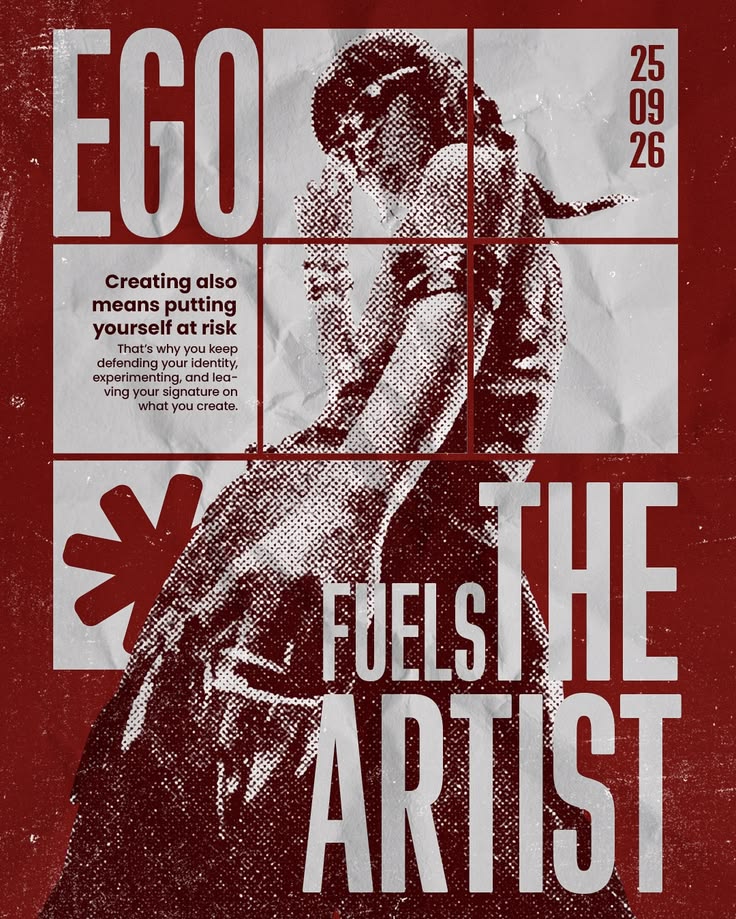 EGO
25
09
26
Creating also
means putting
yourself at risk
That's why you keep
defending your identity,
experimenting, and lea-
ving your signature on
what you create.
FUELS THE
ARTIST